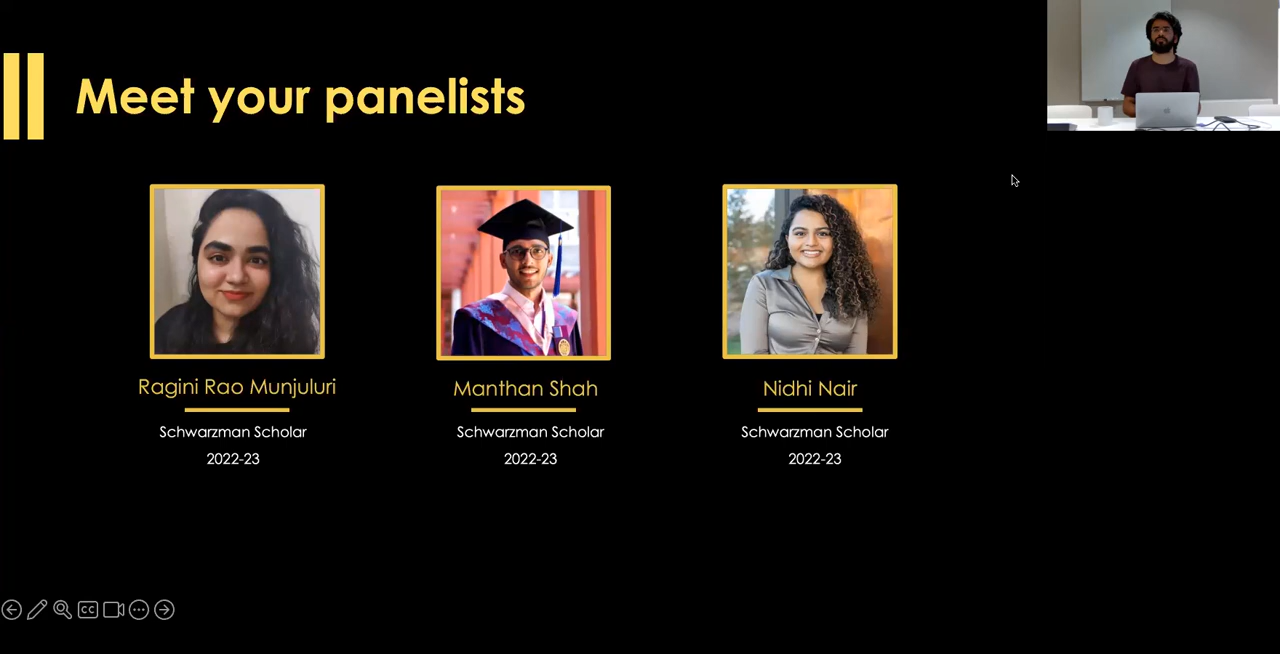 Meet your panelists
Ragini Rao Munjuluri
Manthan Shah
Nidhi Nair
Schwarzman Scholar
2022-23
Schwarzman Scholar
2022-23
Schwarzman Scholar
2022-23
CC